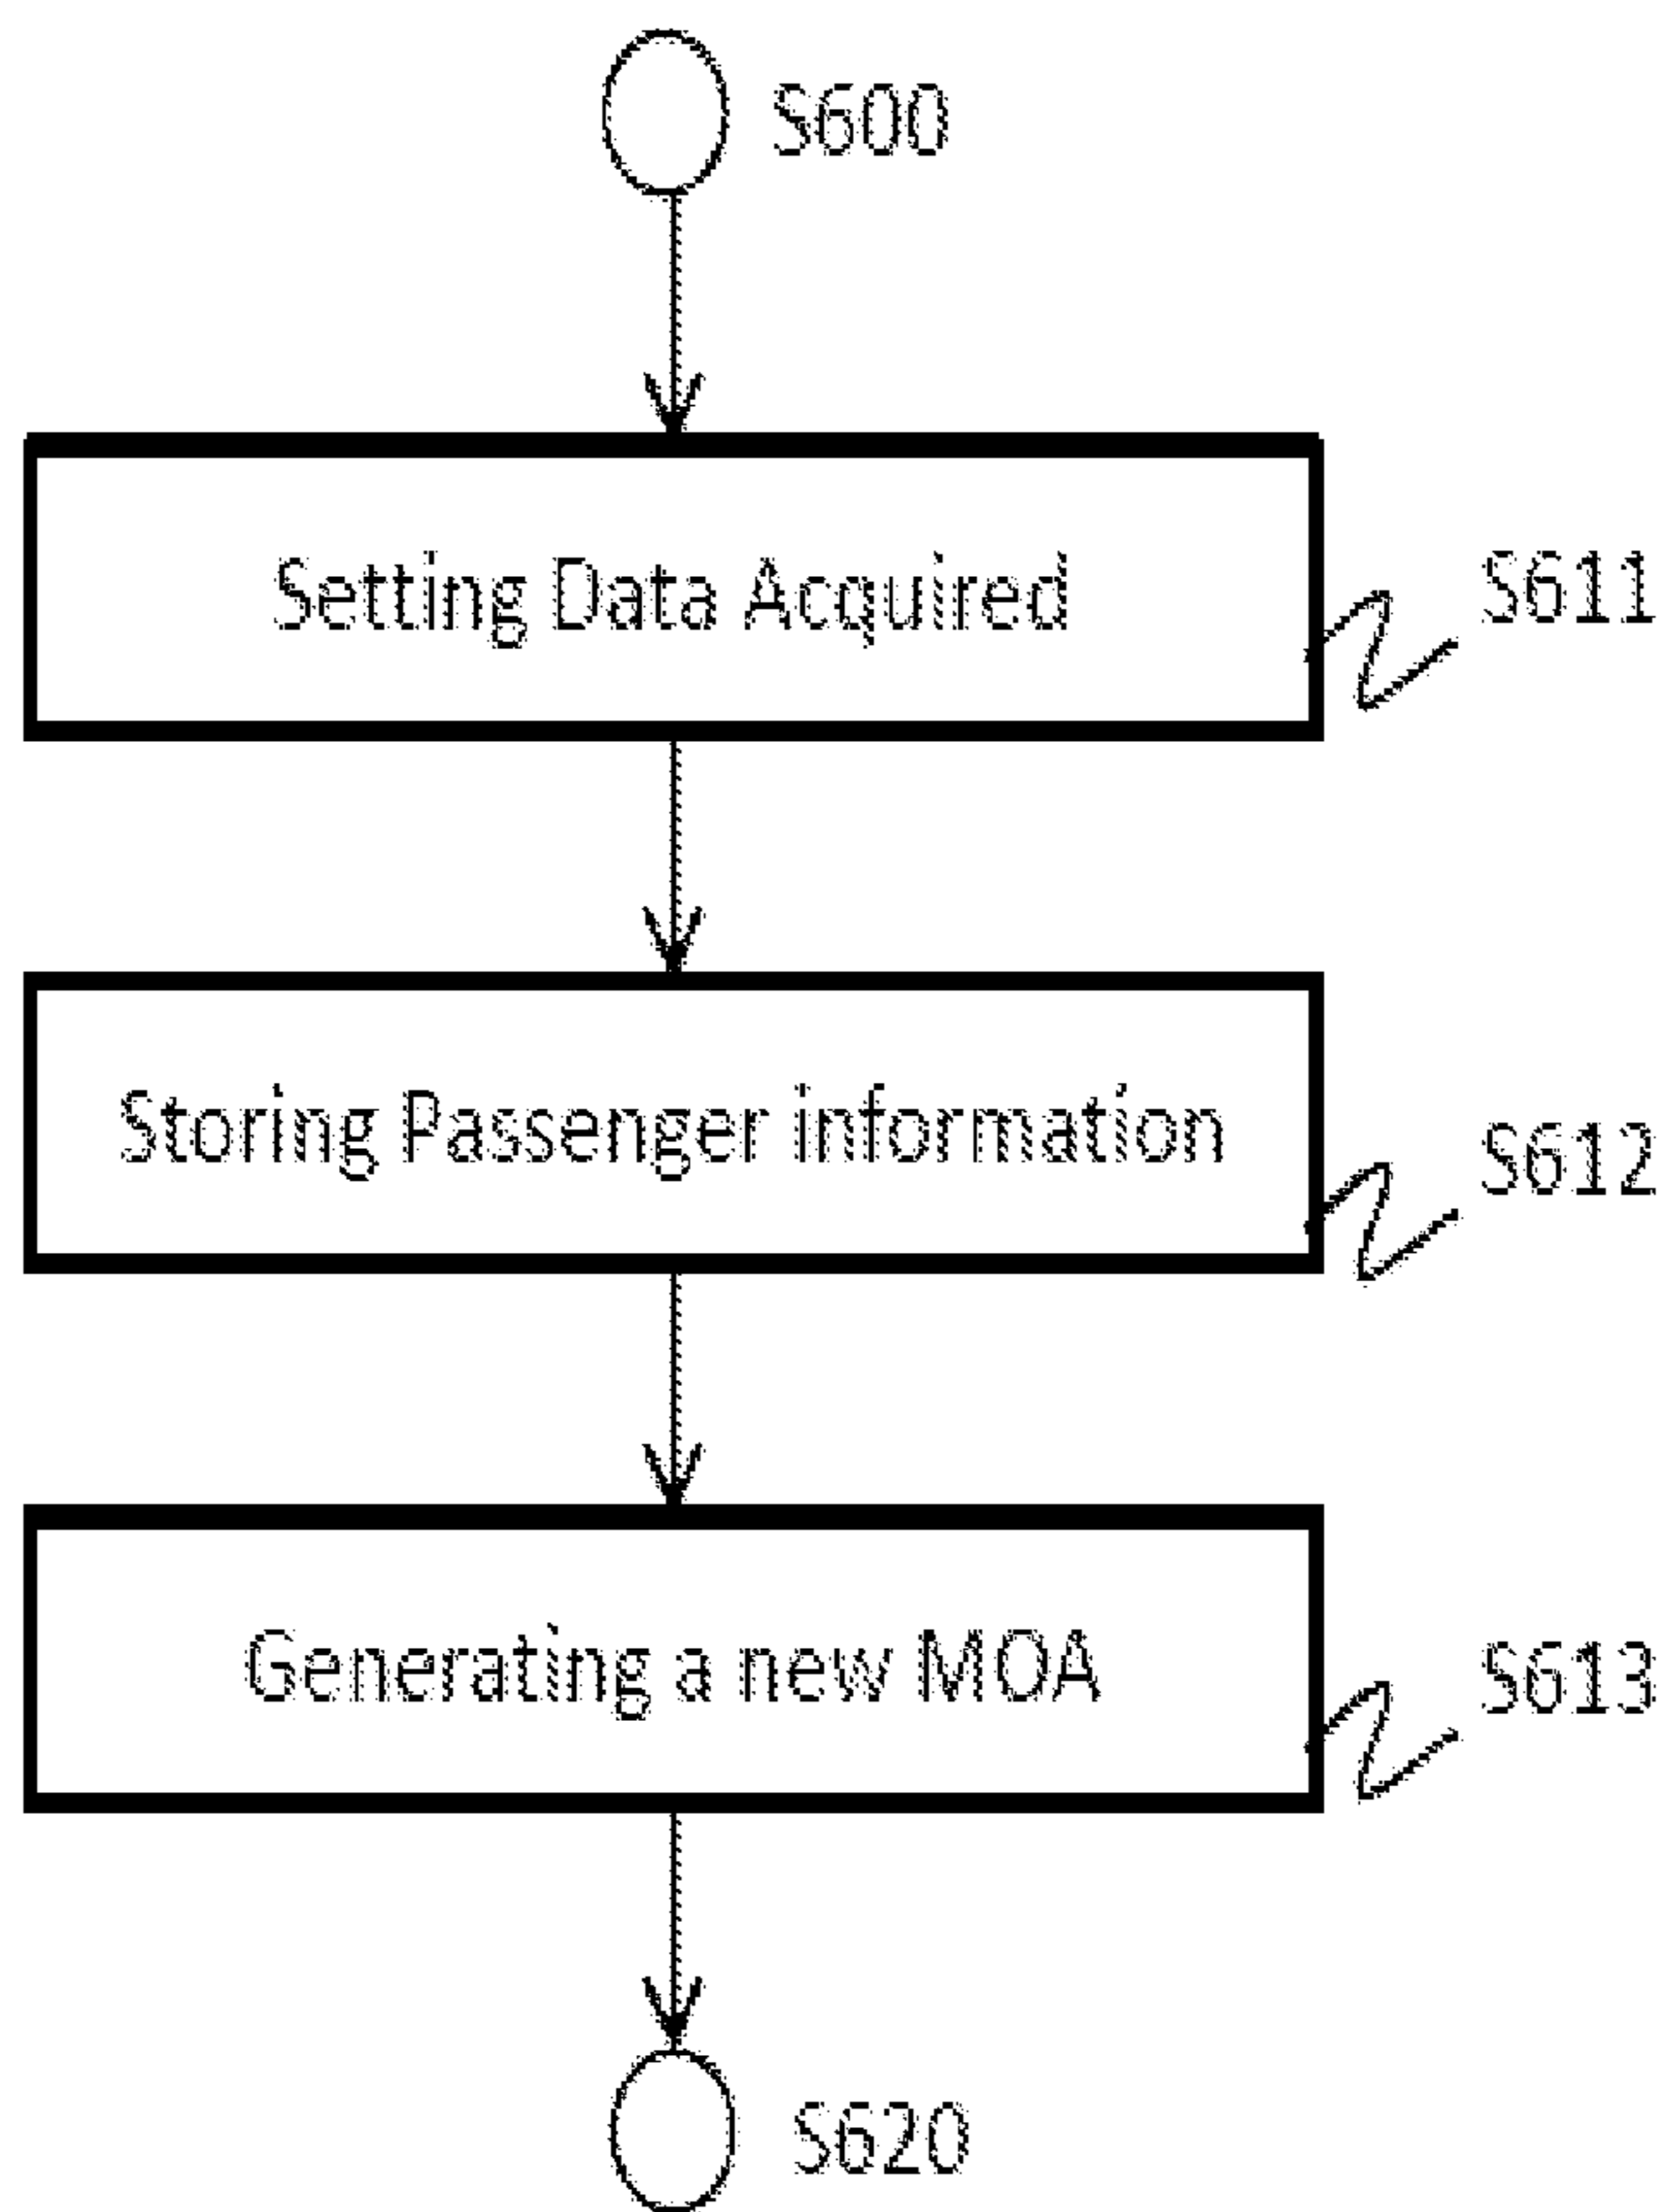 S600
Setting Data Acquired
S611
Storing Passenger information
S612
Generating a new MOA
S613
S620